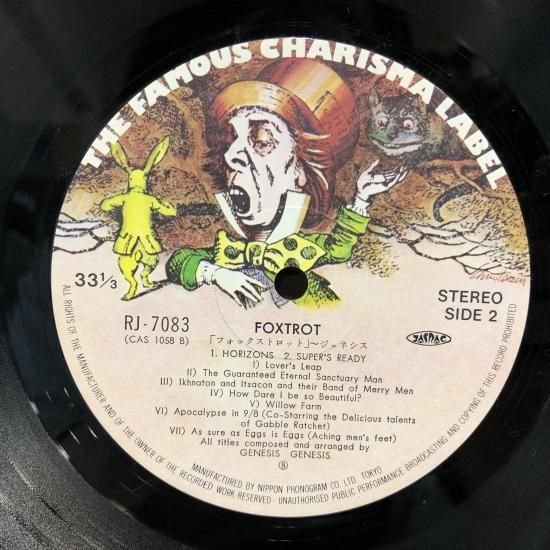 THE FAMOUS CHARISMA LABEL
33⅓
STEREO
SIDE 2
RJ-7083
(CAS 1058 B)
FOXTROT
「フォックストロット」〜ジェネシス
JASRAC
1. HORIZONS 2. SUPER'S READY
I) Lover's Leap
II) The Guaranteed Eternal Sanctuary Man
III) Ikhnaton and Itsacon and their Band of Merry Men
IV) How Dare I be so Beautiful?
V) Willow Farm
VI) Apocalypse in 9/8 (Co-Starring the Delicious talents
of Gabble Ratchet)
VII) As sure as Eggs is Eggs (Aching men's feet)
All titles composed and arranged by
GENESIS GENESIS
Ⓢ
MANUFACTURED BY NIPPON PHONOGRAM CO. LTD. TOKYO
ALL RIGHTS OF THE MANUFACTURER AND OF THE OWNER OF THE RECORDED WORK RESERVED · UNAUTHORISED PUBLIC PERFORMANCE BROADCASTING AND COPYING OF THIS RECORD PROHIBITED